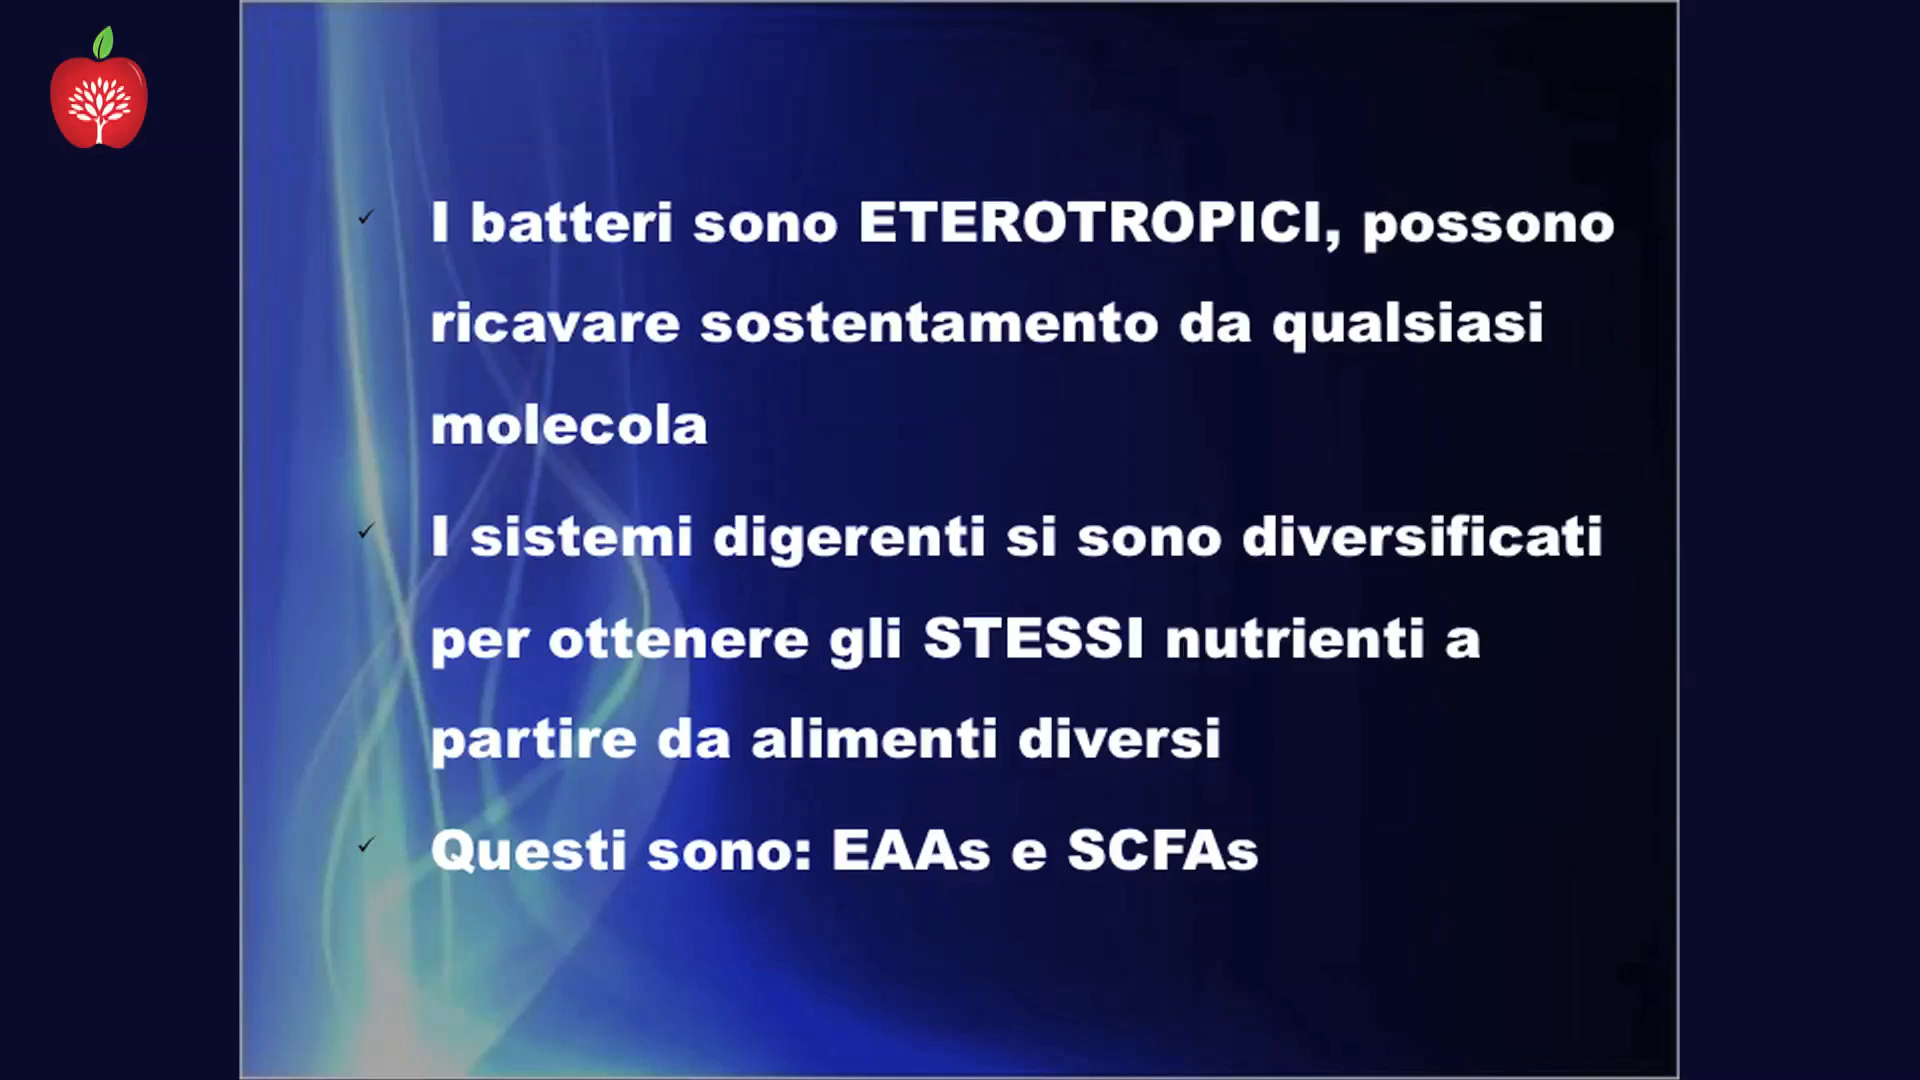 I batteri sono ETEROTROPICI, possono
ricavare sostentamento da qualsiasi
molecola
I sistemi digerenti si sono diversificati
per ottenere gli STESSI nutrienti a
partire da alimenti diversi
Questi sono: EAAs e SCFAs